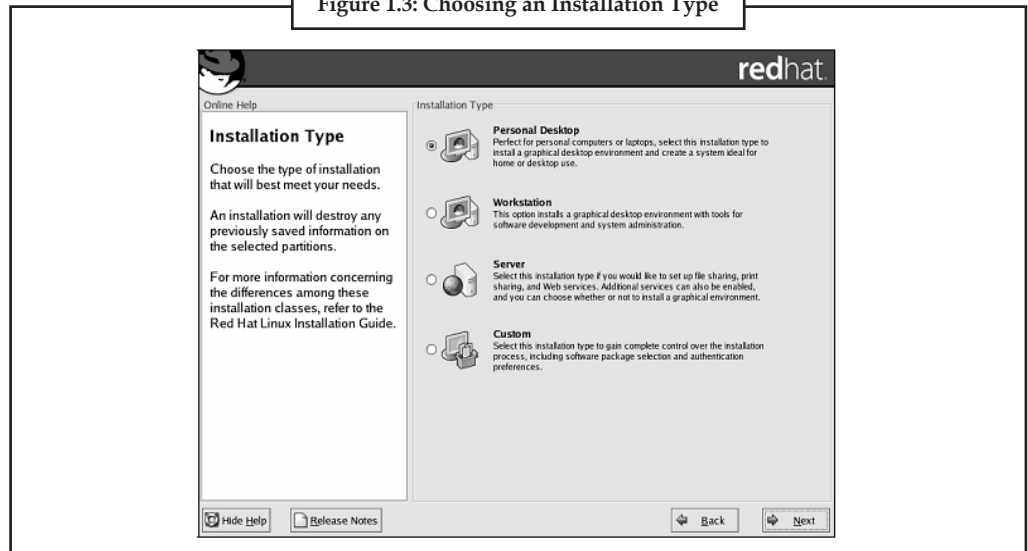 Figure 1.3: Choosing an Installation Type
redhat.
Online Help
Installation Type
Choose the type of installation
that will best meet your needs.
An installation will destroy any
previously saved information on
the selected partitions.
For more information concerning
the differences among these
installation classes, refer to the
Red Hat Linux Installation Guide.
Installation Type
Personal Desktop
Perfect for personal computers or laptops, select this installation type to
install a graphical desktop environment and create a system ideal for
home or desktop use.
Workstation
This option installs a graphical desktop environment with tools for
software development and system administration.
Server
Select this installation type if you would like to set up file sharing, print
sharing, and Web services. Additional services can also be enabled,
and you can choose whether or not to install a graphical environment.
Custom
Select this installation type to gain complete control over the installation
process, including software package selection and authentication
preferences.
Hide Help
Release Notes
Back
Next